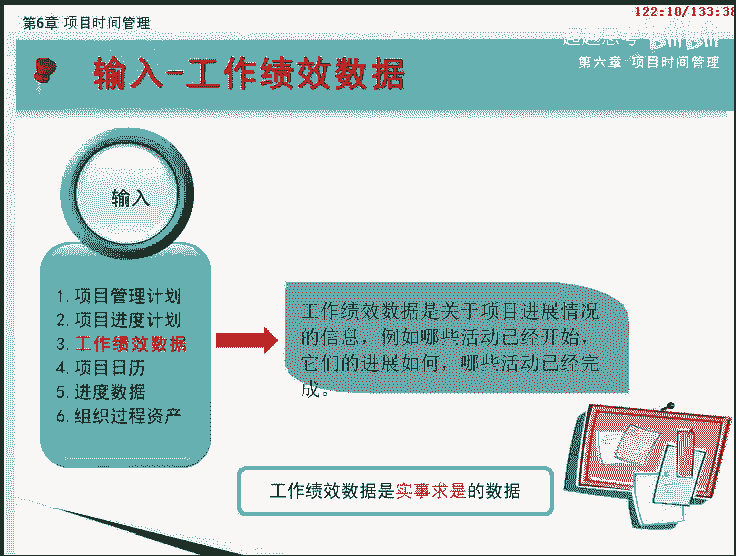 第6章 项目时间管理
122:10/133:38
输入-工作绩效数据
第六章 项目时间管理
输入
1. 项目管理计划
2. 项目进度计划
3. 工作绩效数据
4. 项目日历
5. 进度数据
6. 组织过程资产
工作绩效数据是关于项目进展情况
的信息，例如哪些活动已经开始，
它们的进展如何，哪些活动已经完
成。
工作绩效数据是实事求是的数据